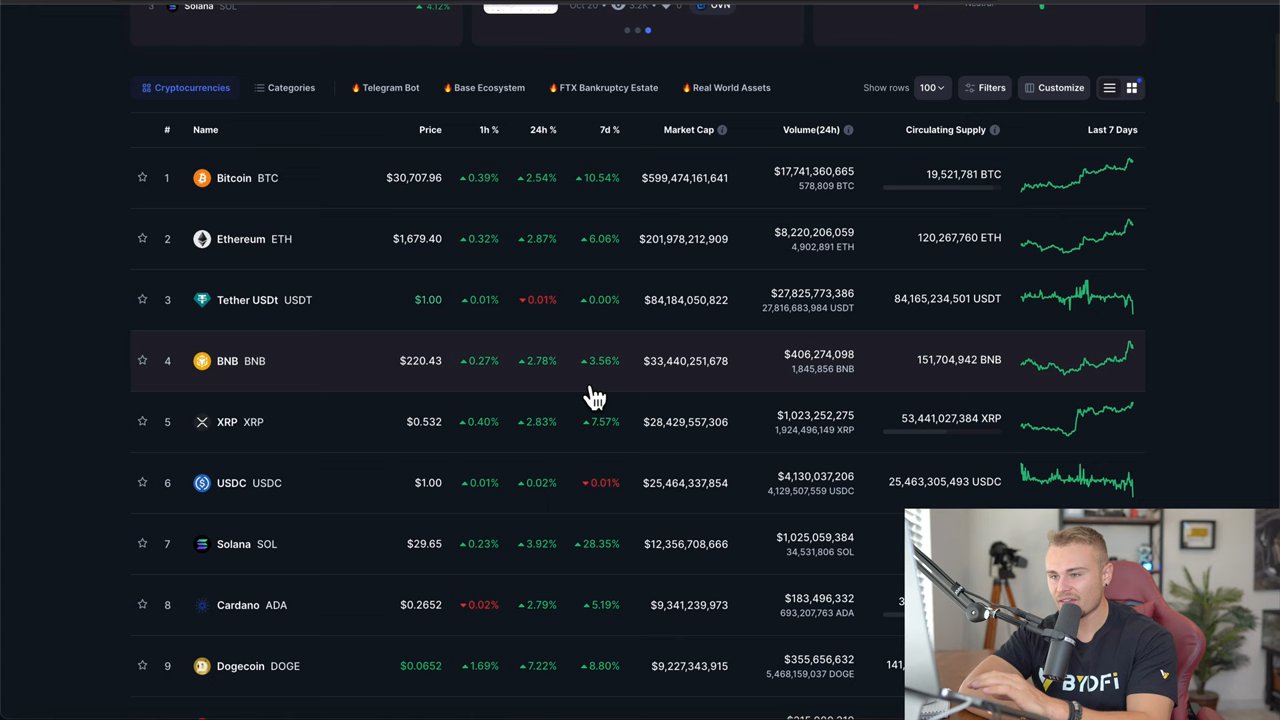 3 Solana SOL 4.12%
Oct 20 3.2K 0 OVN
Neutral
Cryptocurrencies Categories Telegram Bot Base Ecosystem FTX Bankruptcy Estate Real World Assets Show rows 100 Filters Customize
# Name Price 1h % 24h % 7d % Market Cap Volume(24h) Circulating Supply Last 7 Days
1 Bitcoin BTC $30,707.96 0.39% 2.54% 10.54% $599,474,161,641 $17,741,360,665 19,521,781 BTC
578,809 BTC
2 Ethereum ETH $1,679.40 0.32% 2.87% 6.06% $201,978,212,909 $8,220,206,059 120,267,760 ETH
4,902,891 ETH
3 Tether USDt USDT $1.00 0.01% 0.01% 0.00% $84,184,050,822 $27,825,773,386 84,165,234,501 USDT
27,816,683,984 USDT
4 BNB BNB $220.43 0.27% 2.78% 3.56% $33,440,251,678 $406,274,098 151,704,942 BNB
1,845,856 BNB
5 XRP XRP $0.532 0.40% 2.83% 7.57% $28,429,557,306 $1,023,252,275 53,441,027,384 XRP
1,924,496,149 XRP
6 USDC USDC $1.00 0.01% 0.02% 0.01% $25,464,337,854 $4,130,037,206 25,463,305,493 USDC
4,129,507,559 USDC
7 Solana SOL $29.65 0.23% 3.92% 28.35% $12,356,708,666 $1,025,059,384
34,531,806 SOL
8 Cardano ADA $0.2652 0.02% 2.79% 5.19% $9,341,239,973 $183,496,332 3
693,207,763 ADA
9 Dogecoin DOGE $0.0652 1.69% 7.22% 8.80% $9,227,343,915 $355,656,632 141,
5,468,159,037 DOGE
BYDFi